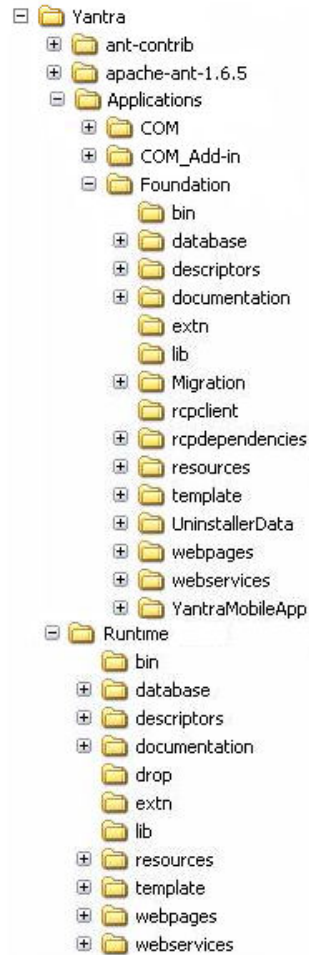 Yantra
ant-contrib
apache-ant-1.6.5
Applications
COM
COM_Add-in
Foundation
bin
database
descriptors
documentation
extn
lib
Migration
rcpclient
rcpdependencies
resources
template
UninstallerData
webpages
webservices
YantraMobileApp
Runtime
bin
database
descriptors
documentation
drop
extn
lib
resources
template
webpages
webservices